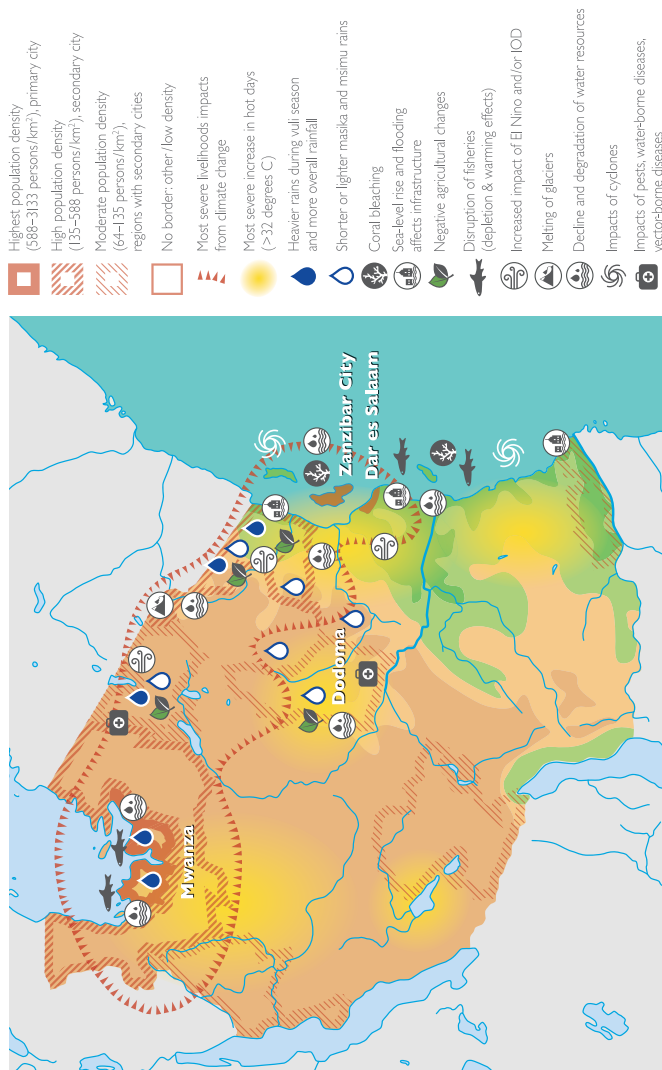 Highest population density
(588–3133 persons/km²), primary city
High population density
(135–588 persons/km²), secondary city
Moderate population density
(64–135 persons/km²),
regions with secondary cities
No border: other/low density
Most severe livelihoods impacts
from climate change
Most severe increase in hot days
(>32 degrees C)
Heavier rains during vuli season
and more overall rainfall
Shorter or lighter masika and msimu rains
Coral bleaching
Sea-level rise and flooding
affects infrastructure
Negative agricultural changes
Disruption of fisheries
(depletion & warming effects)
Increased impact of El Nino and/or IOD
Melting of glaciers
Decline and degradation of water resources
Impacts of cyclones
Impacts of pests, water-borne diseases,
vector-borne diseases
Mwanza
Dodoma
Zanzibar City
Dar es Salaam